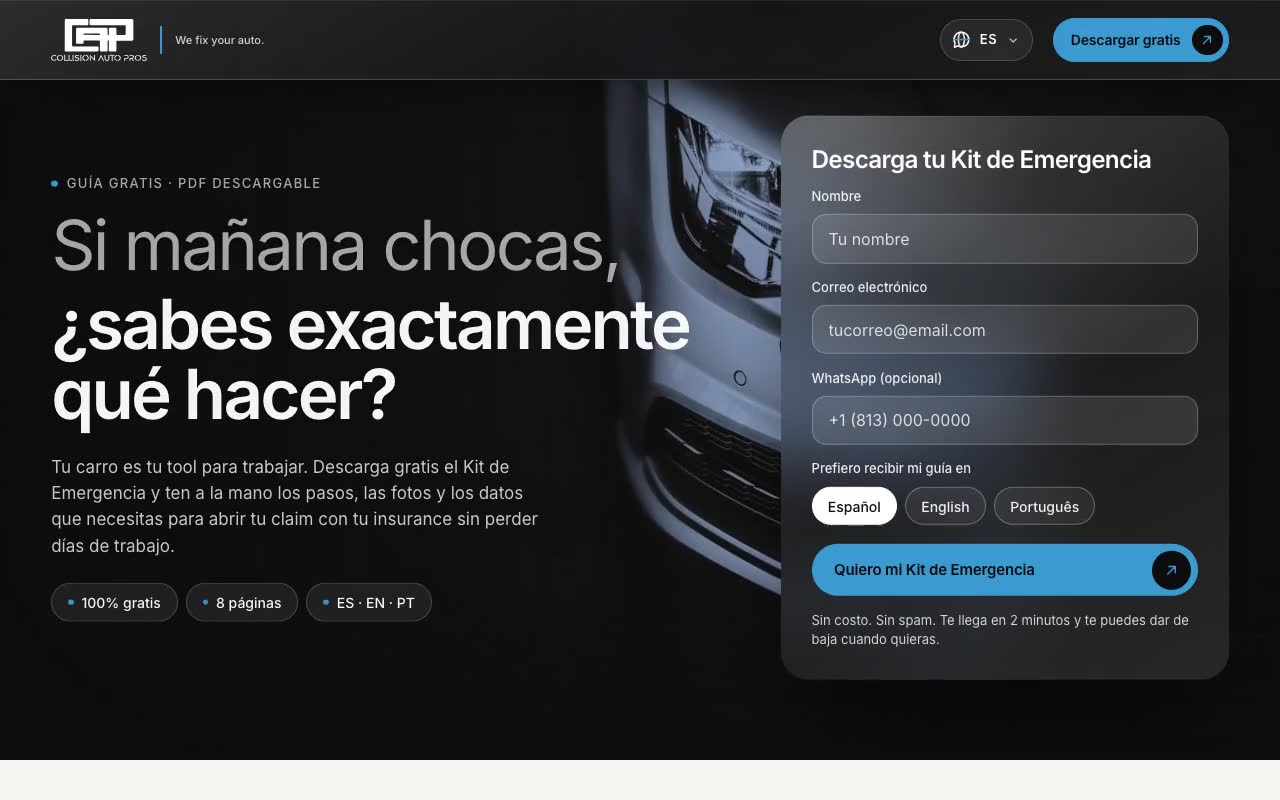 CAP
COLLISION AUTO PROS
We fix your auto.
ES
Descargar gratis
GUÍA GRATIS · PDF DESCARGABLE
Si mañana chocas,
¿sabes exactamente
qué hacer?
Tu carro es tu tool para trabajar. Descarga gratis el Kit de
Emergencia y ten a la mano los pasos, las fotos y los datos
que necesitas para abrir tu claim con tu insurance sin perder
días de trabajo.
100% gratis
8 páginas
ES · EN · PT
Descarga tu Kit de Emergencia
Nombre
Tu nombre
Correo electrónico
tucorreo@email.com
WhatsApp (opcional)
+1 (813) 000-0000
Prefiero recibir mi guía en
Español
English
Português
Quiero mi Kit de Emergencia
Sin costo. Sin spam. Te llega en 2 minutos y te puedes dar de
baja cuando quieras.